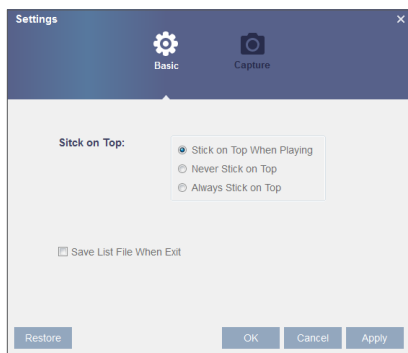 Settings
Basic
Capture
Sitck on Top:
Stick on Top When Playing
Never Stick on Top
Always Stick on Top
Save List File When Exit
Restore
OK
Cancel
Apply